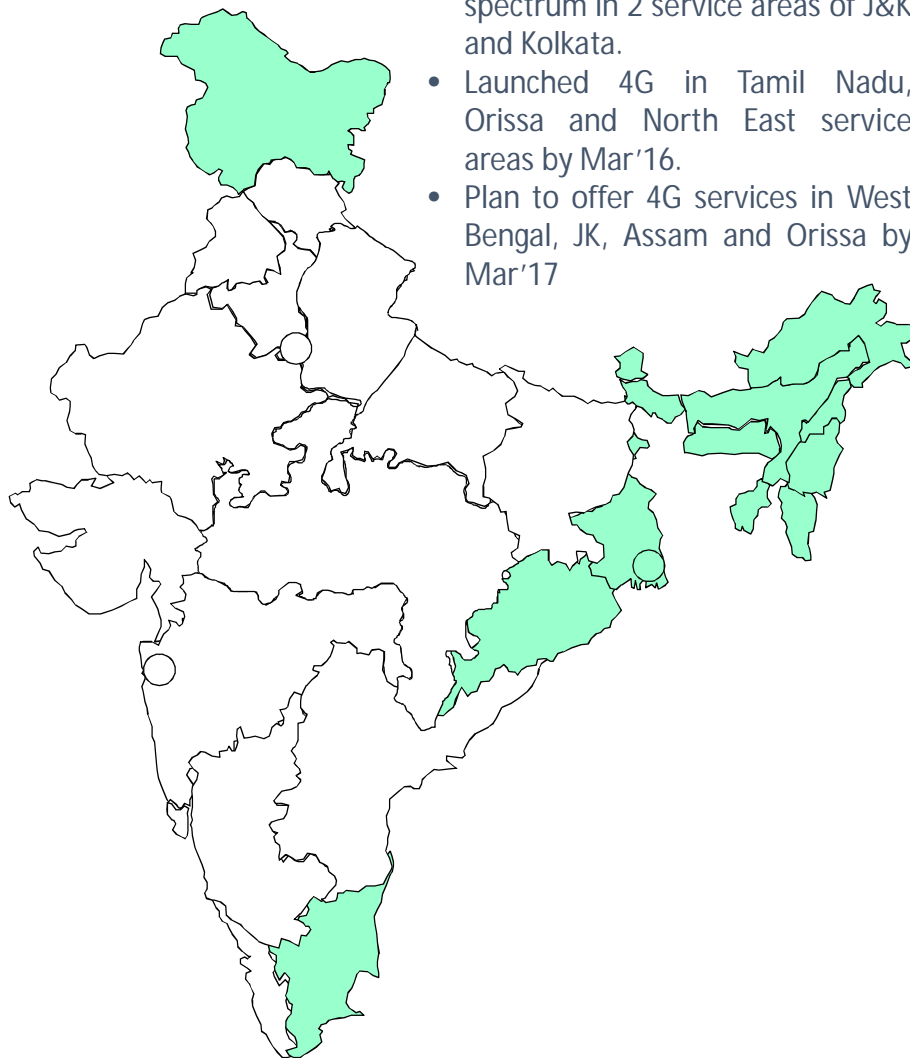 spectrum in 2 service areas of J&K
and Kolkata.
• Launched 4G in Tamil Nadu,
Orissa and North East service
areas by Mar'16.
• Plan to offer 4G services in West
Bengal, JK, Assam and Orissa by
Mar'17